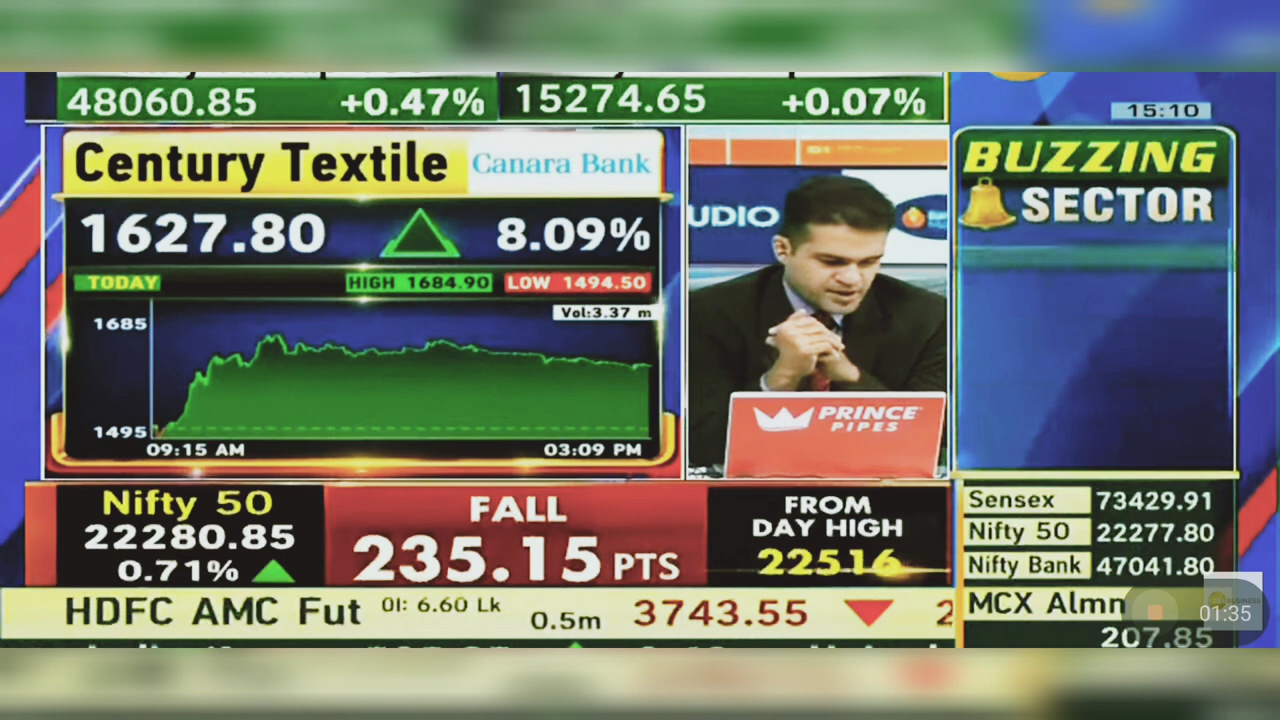 48060.85 +0.47% 15274.65 +0.07%
15:10
Century Textile Canara Bank
1627.80 8.09%
TODAY HIGH 1684.90 LOW 1494.50
Vol:3.37 m
1685
1495
09:15 AM 03:09 PM
UDIO
PRINCE
PIPES
BUZZING
SECTOR
Nifty 50
22280.85
0.71%
FALL
235.15 PTS
FROM
DAY HIGH
22516
Sensex 73429.91
Nifty 50 22277.80
Nifty Bank 47041.80
MCX Almn
207.85
HDFC AMC Fut OI: 6.60 Lk 0.5m 3743.55 2
01:35